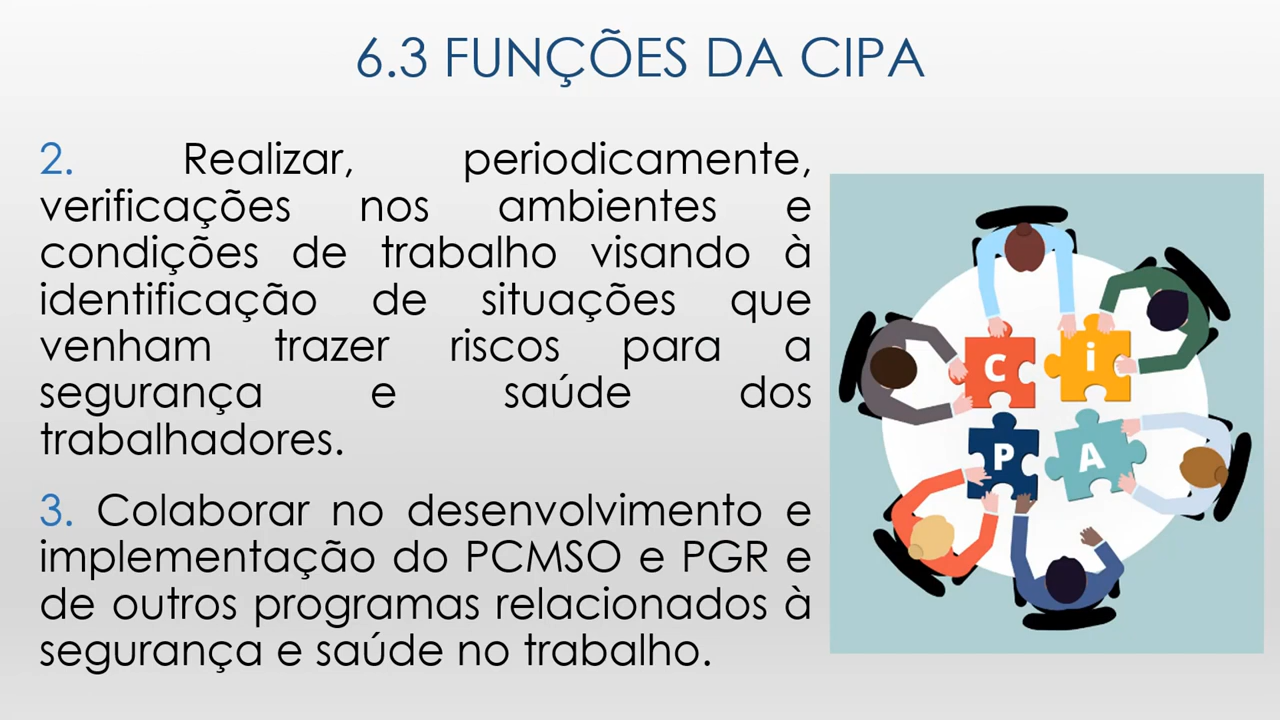 6.3 FUNÇÕES DA CIPA
2. Realizar, periodicamente,
verificações nos ambientes e
condições de trabalho visando à
identificação de situações que
venham trazer riscos para a
segurança e saúde dos
trabalhadores.
3. Colaborar no desenvolvimento e
implementação do PCMSO e PGR e
de outros programas relacionados à
segurança e saúde no trabalho.
C i
P A